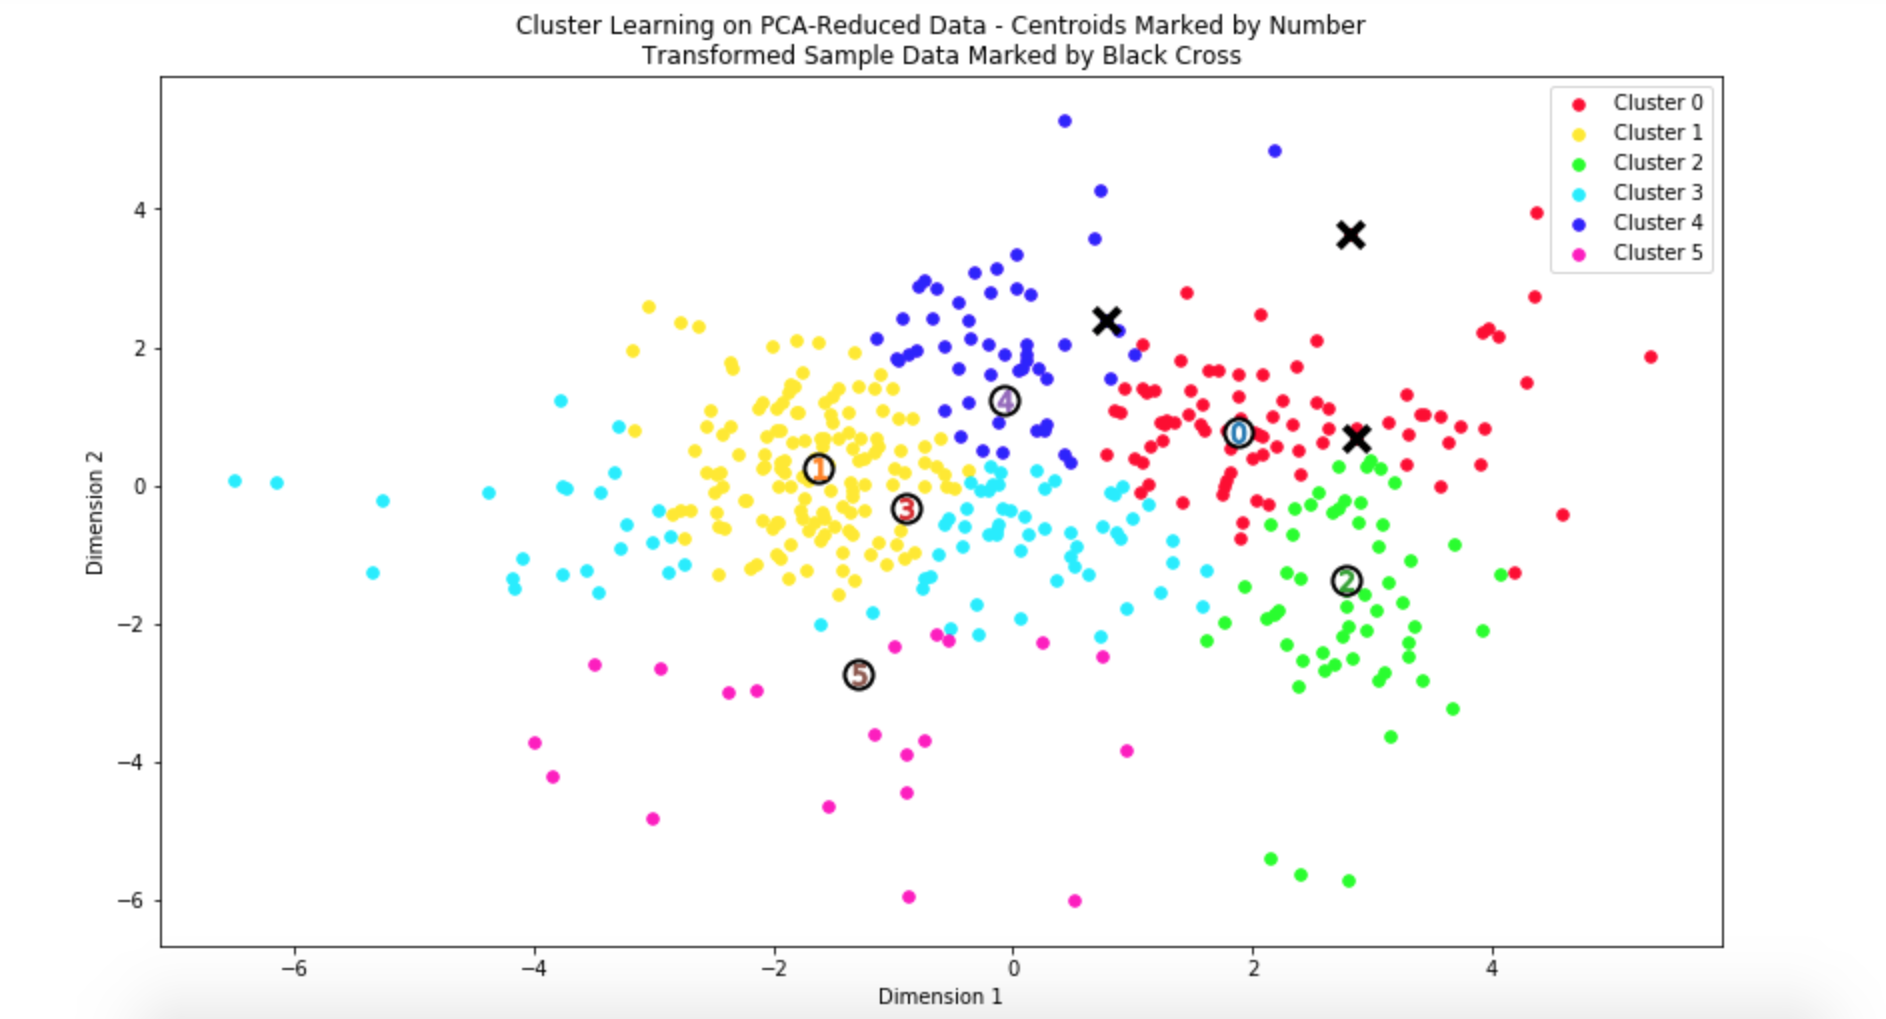 Cluster Learning on PCA-Reduced Data - Centroids Marked by Number
Transformed Sample Data Marked by Black Cross
Cluster 0
Cluster 1
Cluster 2
Cluster 3
Cluster 4
Cluster 5
4
2
0
−2
−4
−6
Dimension 2
4
0
1
3
2
5
−6
−4
−2
0
2
4
Dimension 1